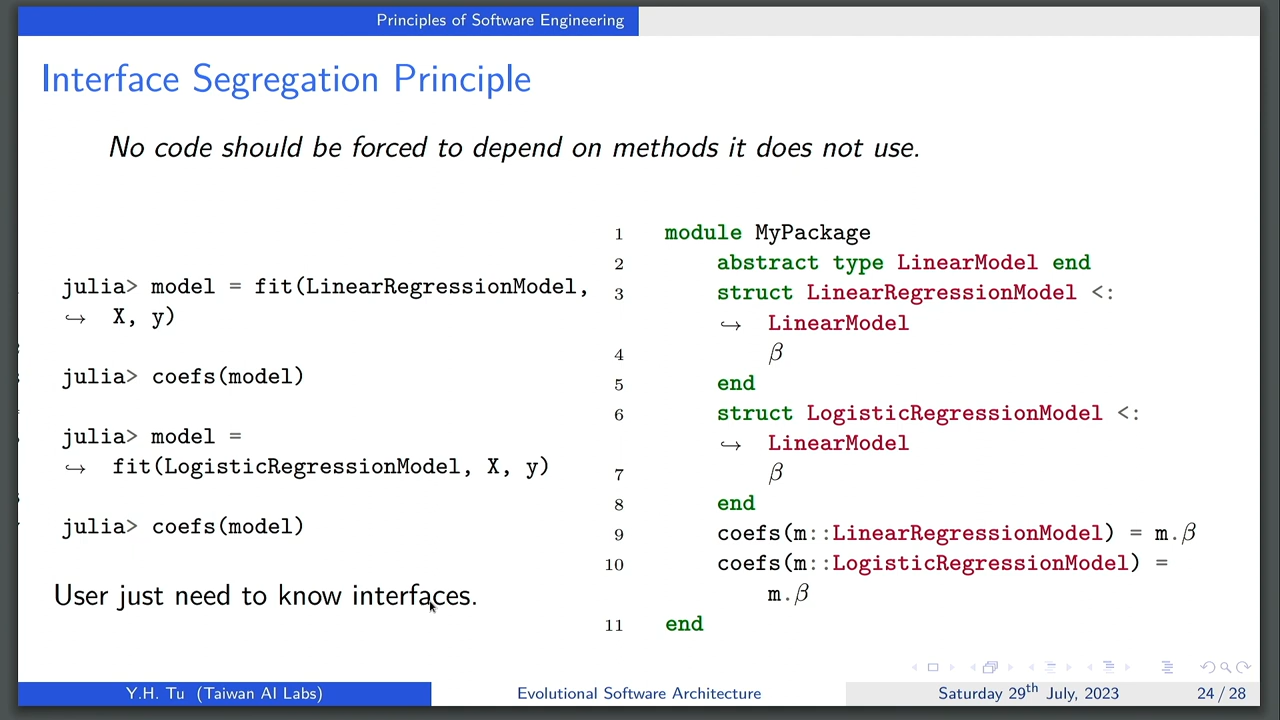 Principles of Software Engineering
Interface Segregation Principle
No code should be forced to depend on methods it does not use.
julia> model = fit(LinearRegressionModel,
↪ X, y)
julia> coefs(model)
julia> model =
↪ fit(LogisticRegressionModel, X, y)
julia> coefs(model)
User just need to know interfaces.
1 module MyPackage
2 abstract type LinearModel end
3 struct LinearRegressionModel <:
↪ LinearModel
4 β
5 end
6 struct LogisticRegressionModel <:
↪ LinearModel
7 β
8 end
9 coefs(m::LinearRegressionModel) = m.β
10 coefs(m::LogisticRegressionModel) =
m.β
11 end
Y.H. Tu (Taiwan AI Labs)
Evolutional Software Architecture
Saturday 29th July, 2023
24 / 28